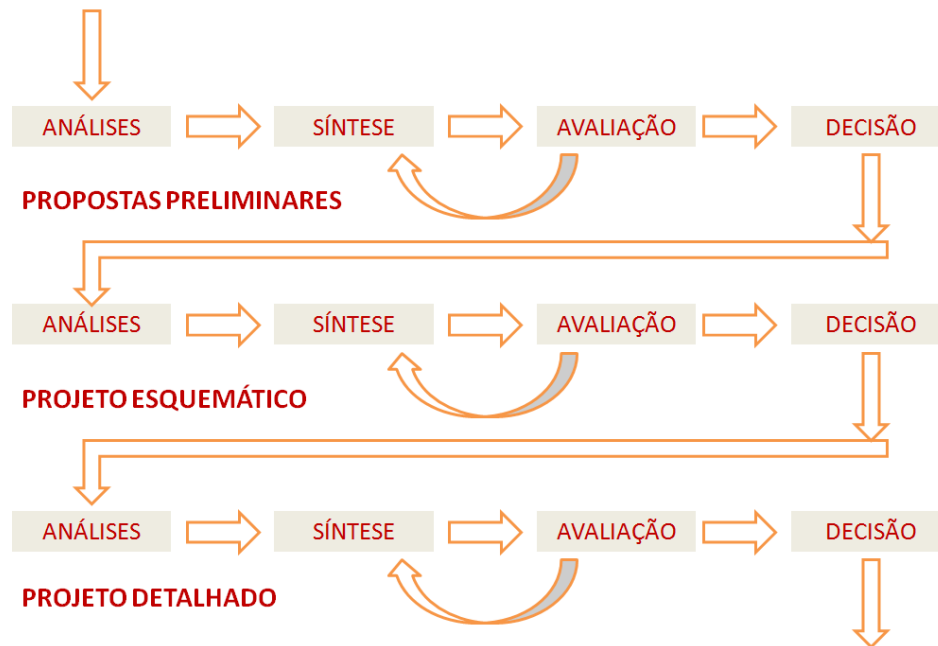 ANÁLISES
SÍNTESE
AVALIAÇÃO
DECISÃO
PROPOSTAS PRELIMINARES
ANÁLISES
SÍNTESE
AVALIAÇÃO
DECISÃO
PROJETO ESQUEMÁTICO
ANÁLISES
SÍNTESE
AVALIAÇÃO
DECISÃO
PROJETO DETALHADO